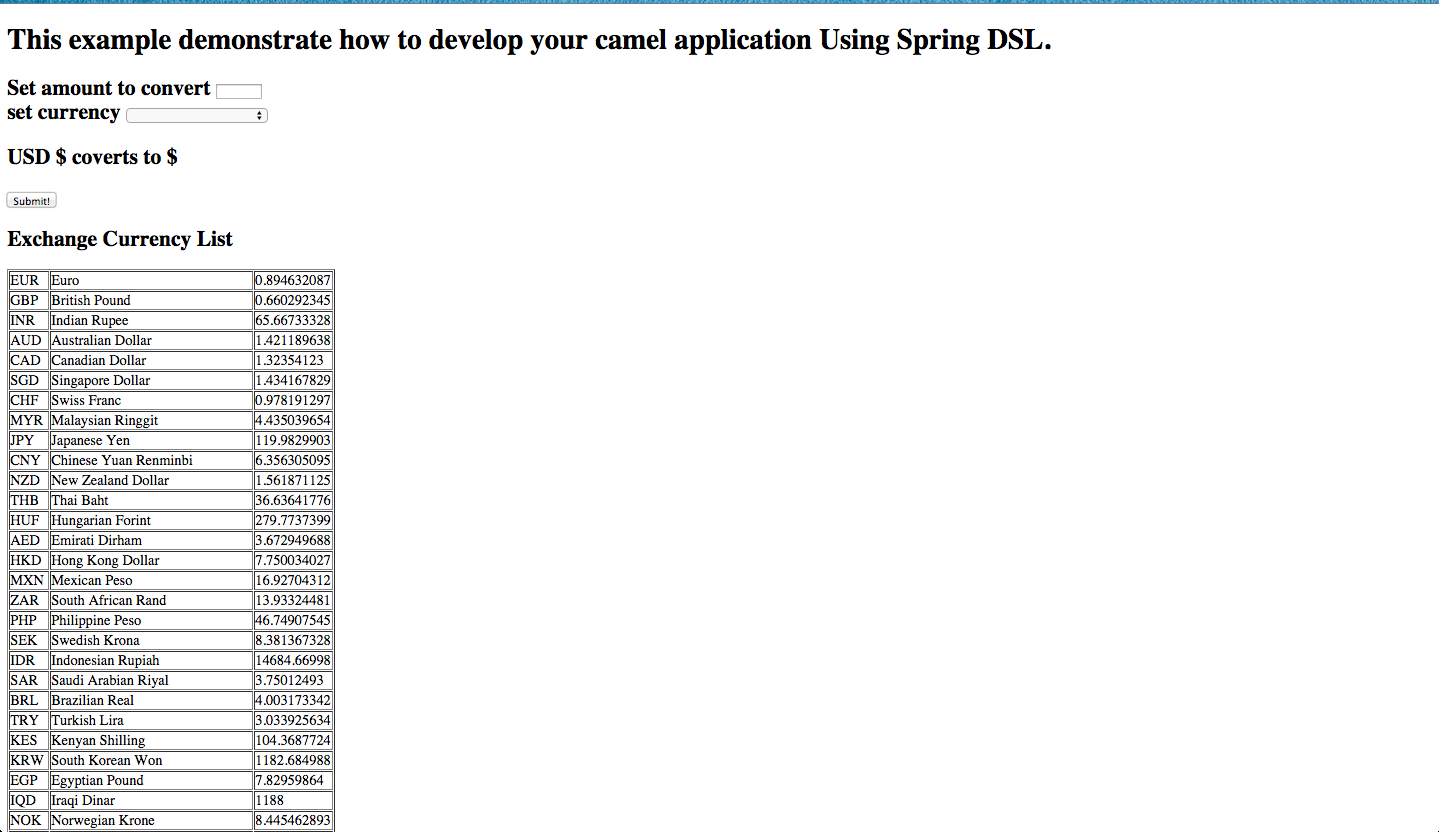 This example demonstrate how to develop your camel application Using Spring DSL.
Set amount to convert
set currency
USD $ coverts to $
Submit!
Exchange Currency List
EUR Euro 0.894632087
GBP British Pound 0.660292345
INR Indian Rupee 65.66733328
AUD Australian Dollar 1.421189638
CAD Canadian Dollar 1.32354123
SGD Singapore Dollar 1.434167829
CHF Swiss Franc 0.978191297
MYR Malaysian Ringgit 4.435039654
JPY Japanese Yen 119.9829903
CNY Chinese Yuan Renminbi 6.356305095
NZD New Zealand Dollar 1.561871125
THB Thai Baht 36.63641776
HUF Hungarian Forint 279.7737399
AED Emirati Dirham 3.672949688
HKD Hong Kong Dollar 7.750034027
MXN Mexican Peso 16.92704312
ZAR South African Rand 13.93324481
PHP Philippine Peso 46.74907545
SEK Swedish Krona 8.381367328
IDR Indonesian Rupiah 14684.66998
SAR Saudi Arabian Riyal 3.75012493
BRL Brazilian Real 4.003173342
TRY Turkish Lira 3.033925634
KES Kenyan Shilling 104.3687724
KRW South Korean Won 1182.684988
EGP Egyptian Pound 7.82959864
IQD Iraqi Dinar 1188
NOK Norwegian Krone 8.445462893